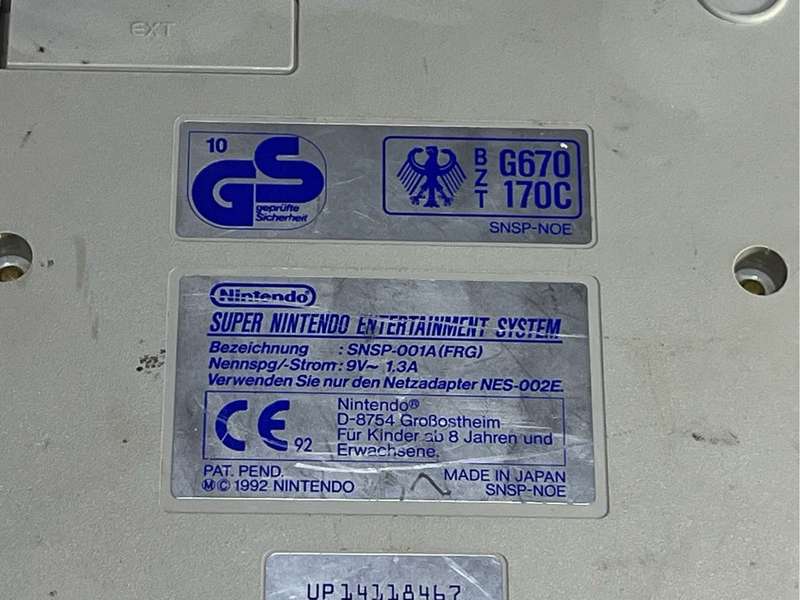 EXT
10
GS
geprüfte
Sicherheit
BZT
G670
170C
SNSP-NOE
Nintendo
SUPER NINTENDO ENTERTAINMENT SYSTEM
Bezeichnung : SNSP-001A(FRG)
Nennspg/-Strom: 9V~ 1.3A
Verwenden Sie nur den Netzadapter NES-002E.
CE 92
Nintendo®
D-8754 Großostheim
Für Kinder ab 8 Jahren und
Erwachsene.
PAT. PEND.
Ⓜ© 1992 NINTENDO
MADE IN JAPAN
SNSP-NOE
UP14118467